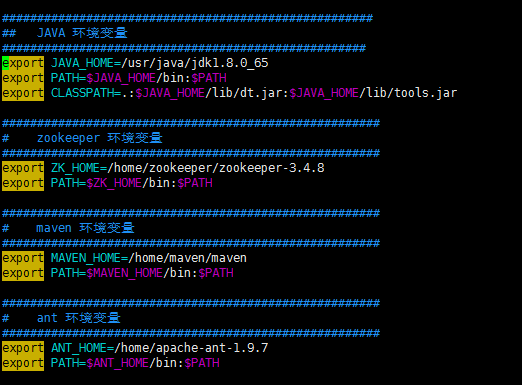 #####################################################
##   JAVA 环境变量
####################################################
export JAVA_HOME=/usr/java/jdk1.8.0_65
export PATH=$JAVA_HOME/bin:$PATH
export CLASSPATH=.:$JAVA_HOME/lib/dt.jar:$JAVA_HOME/lib/tools.jar
######################################################
#    zookeeper 环境变量
######################################################
export ZK_HOME=/home/zookeeper/zookeeper-3.4.8
export PATH=$ZK_HOME/bin:$PATH
######################################################
#    maven 环境变量
######################################################
export MAVEN_HOME=/home/maven/maven
export PATH=$MAVEN_HOME/bin:$PATH
######################################################
#    ant 环境变量
######################################################
export ANT_HOME=/home/apache-ant-1.9.7
export PATH=$ANT_HOME/bin:$PATH